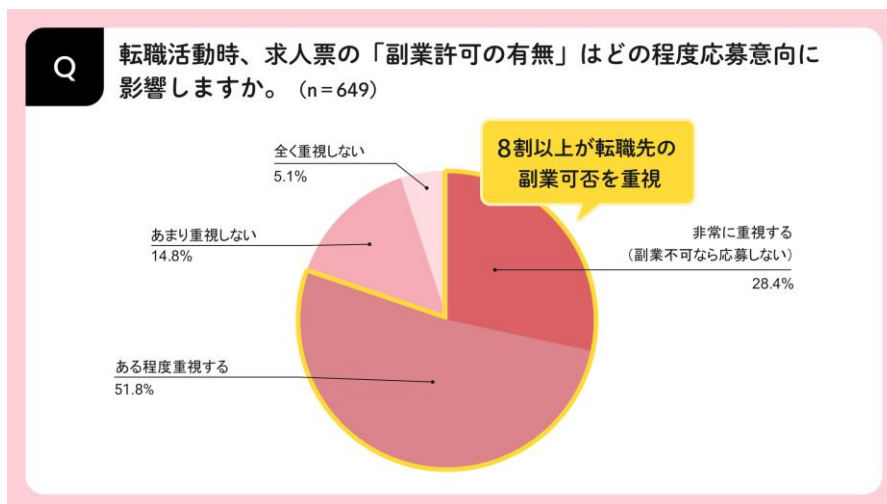 Q
転職活動時、求人票の「副業許可の有無」はどの程度応募意向に
影響しますか。（n＝649）
8割以上が転職先の
副業可否を重視
全く重視しない
5.1%
あまり重視しない
14.8%
非常に重視する
（副業不可なら応募しない）
28.4%
ある程度重視する
51.8%